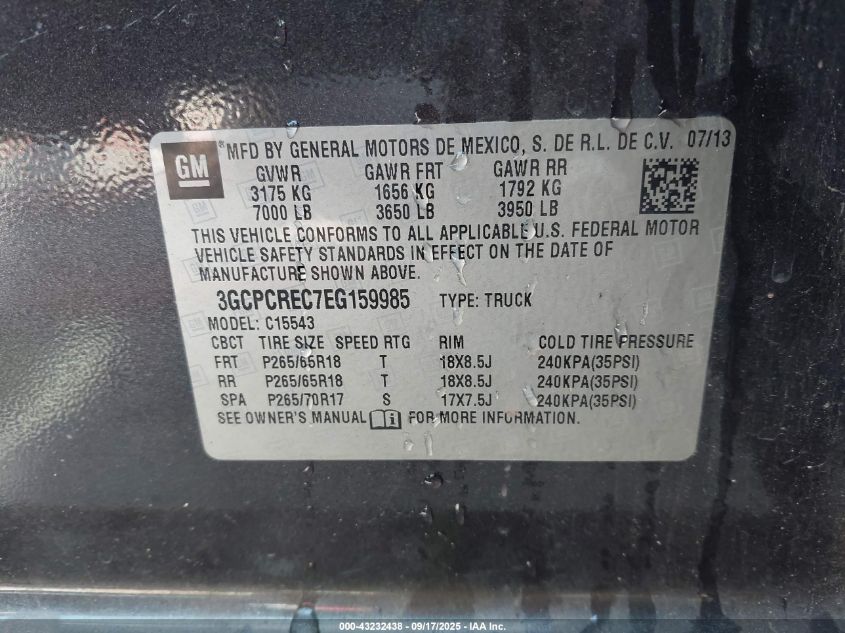 GM ® MFD BY GENERAL MOTORS DE MEXICO, S. DE R.L. DE C.V. 07/13
GVWR GAWR FRT GAWR RR
3175 KG 1656 KG 1792 KG
7000 LB 3650 LB 3950 LB
THIS VEHICLE CONFORMS TO ALL APPLICABLE U.S. FEDERAL MOTOR
VEHICLE SAFETY STANDARDS IN EFFECT ON THE DATE OF
MANUFACTURE SHOWN ABOVE.
3GCPCREC7EG159985 TYPE: TRUCK
MODEL: C15543
CBCT TIRE SIZE SPEED RTG RIM COLD TIRE PRESSURE
FRT P265/65R18 T 18X8.5J 240KPA(35PSI)
RR P265/65R18 T 18X8.5J 240KPA(35PSI)
SPA P265/70R17 S 17X7.5J 240KPA(35PSI)
SEE OWNER'S MANUAL i FOR MORE INFORMATION.
000-43232438 - 09/17/2025 - IAA Inc.